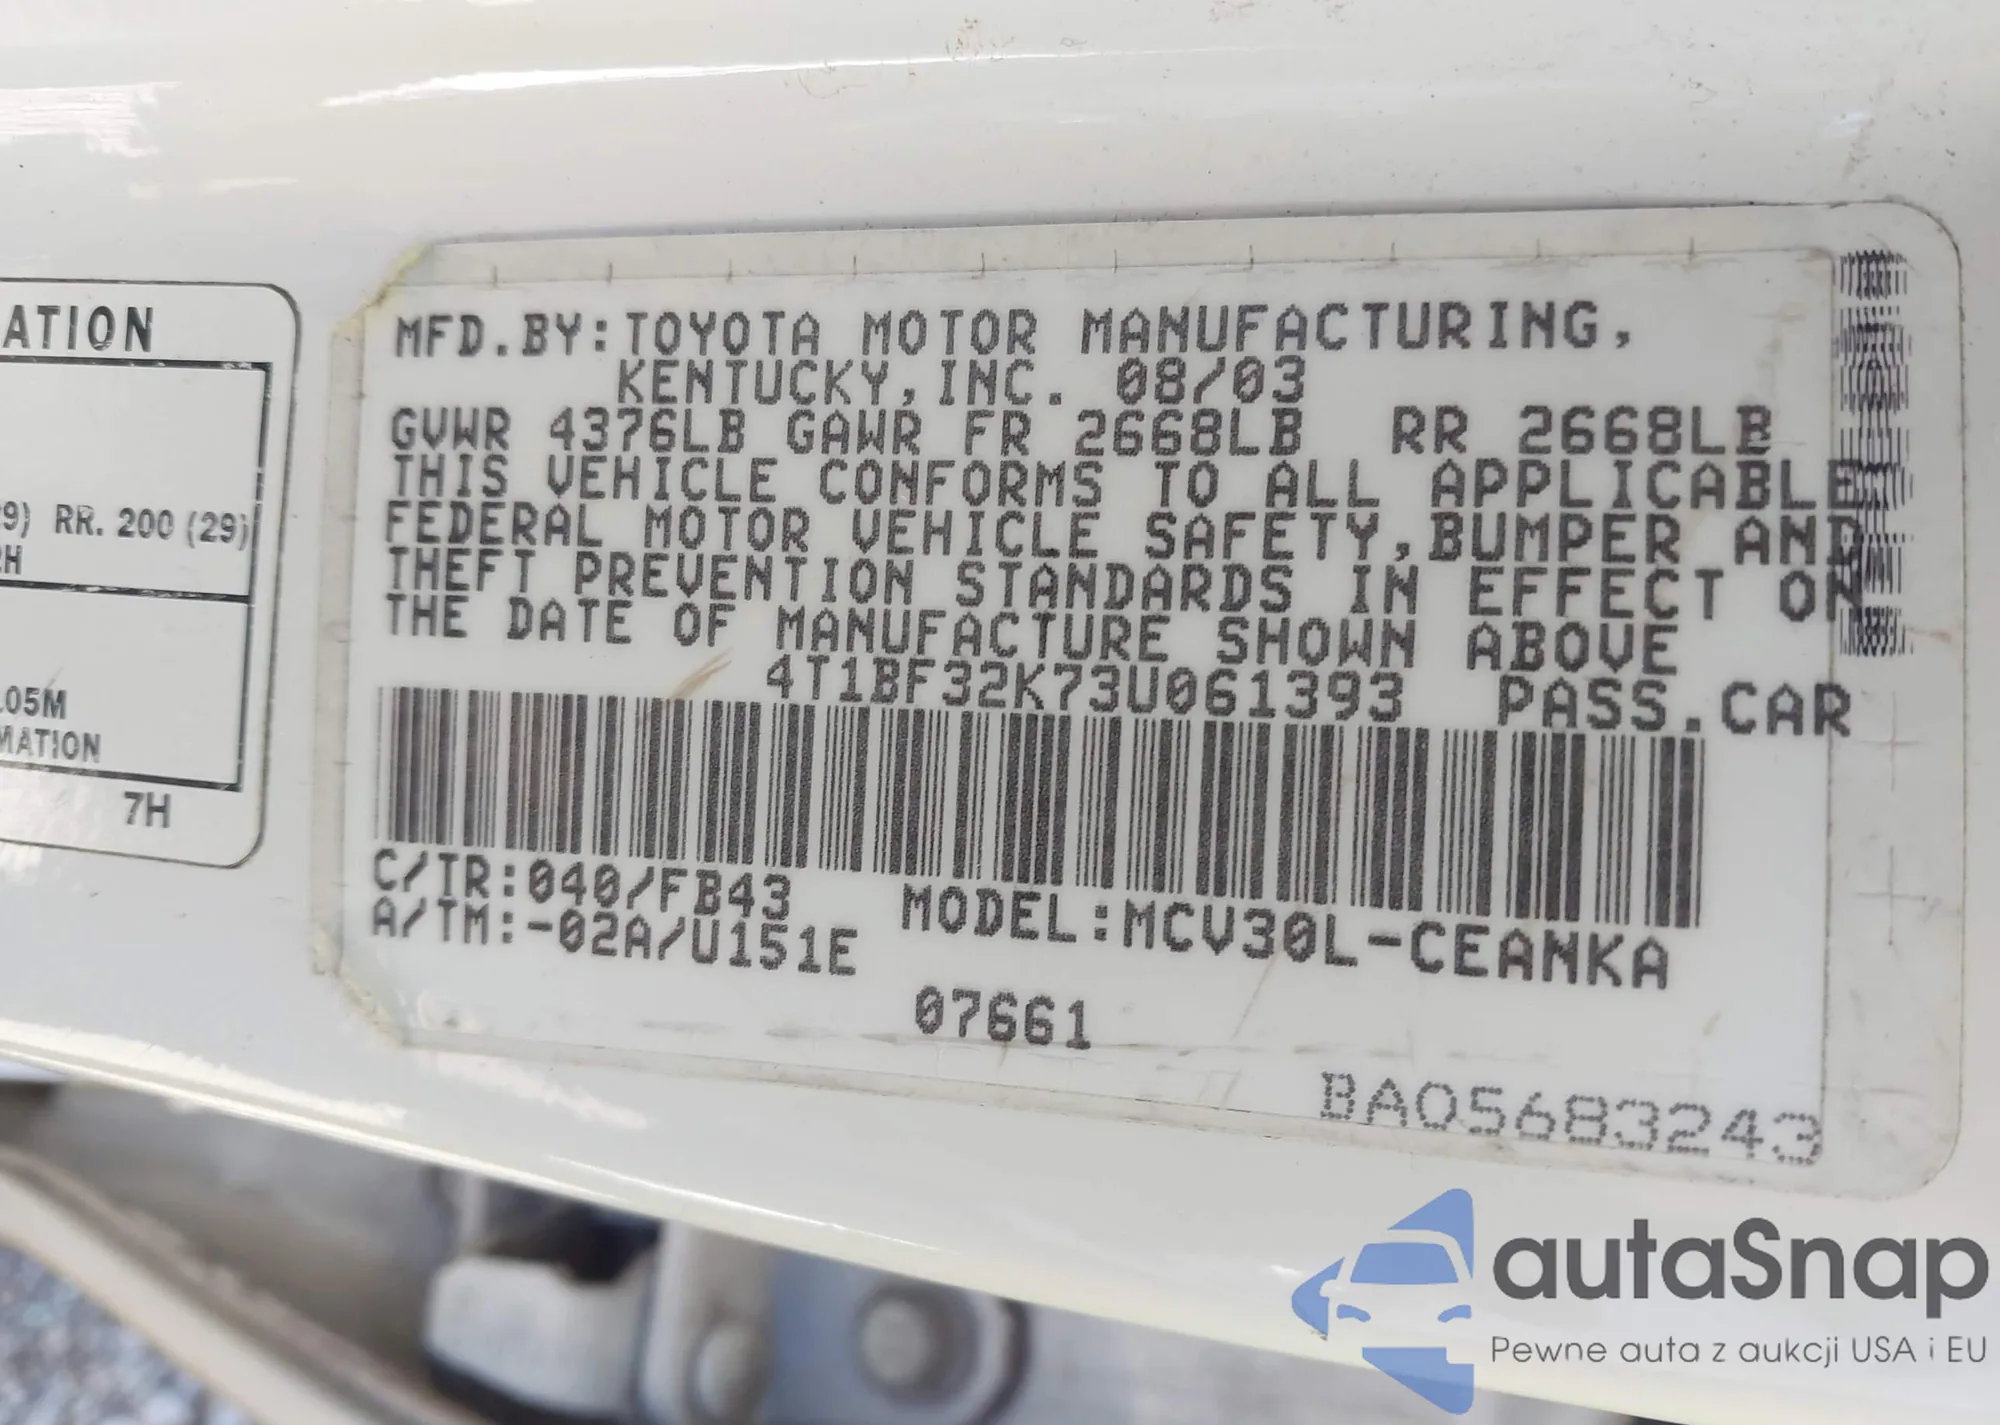 ATION
9) RR. 200 (29)
.05M
MATION
7H
MFD.BY:TOYOTA MOTOR MANUFACTURING,
KENTUCKY,INC. 08/03
GVWR 4376LB GAWR FR 2668LB RR 2668LB
THIS VEHICLE CONFORMS TO ALL APPLICABLE
FEDERAL MOTOR VEHICLE SAFETY,BUMPER AND
THEFT PREVENTION STANDARDS IN EFFECT ON
THE DATE OF MANUFACTURE SHOWN ABOVE
4T1BF32K73U061393 PASS.CAR
C/TR:040/FB43 MODEL:MCV30L-CEANKA
A/TM:-02A/U151E
07661
BA05683243
autaSnap
Pewne auta z aukcji USA i EU